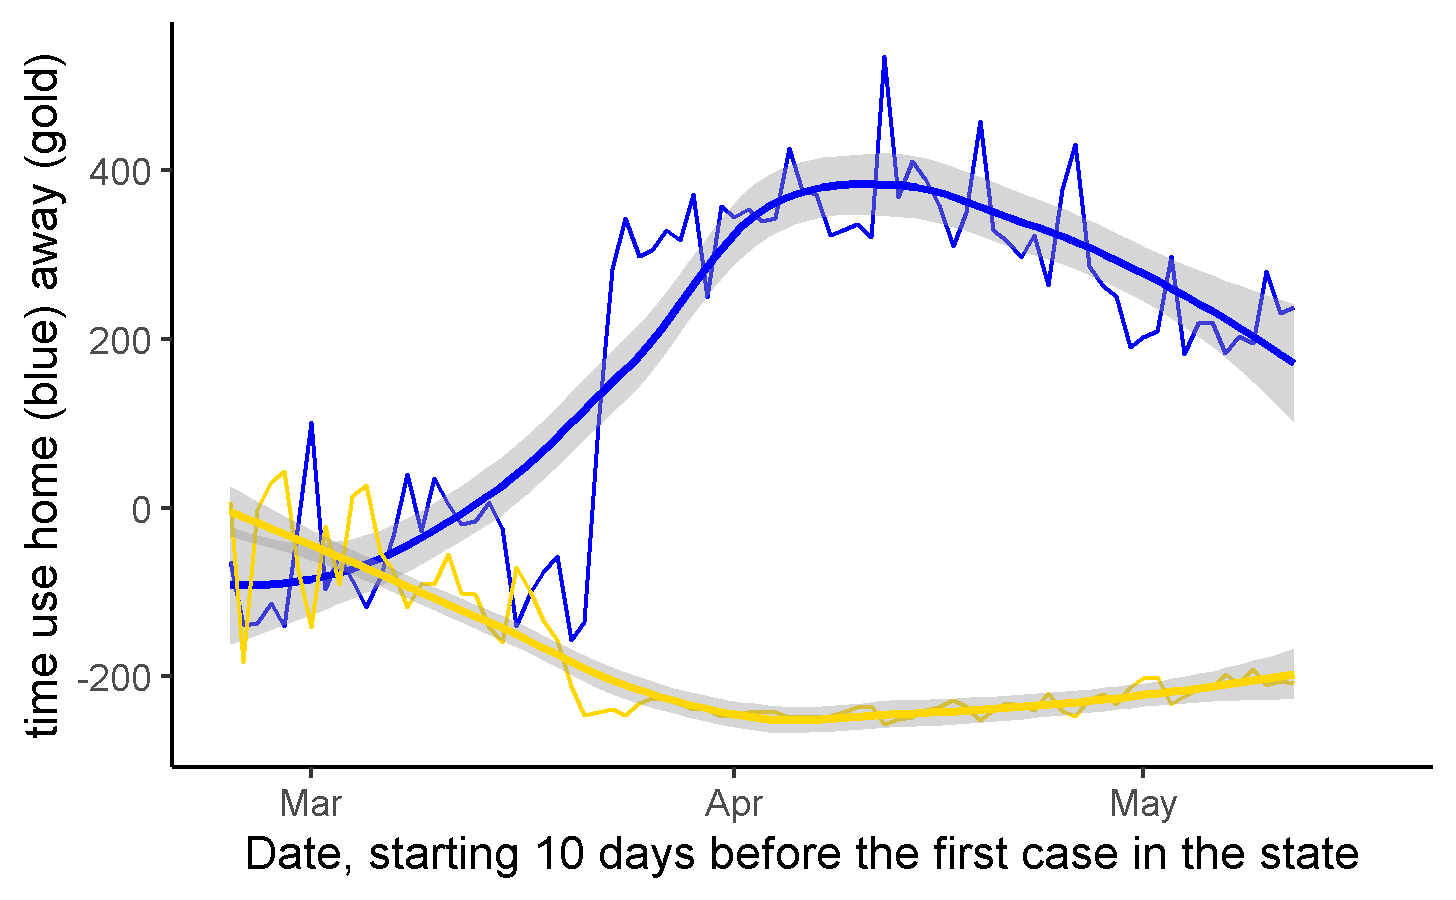 time use home (blue) away (gold)
400
200
0
-200
Mar
Apr
May
Date, starting 10 days before the first case in the state